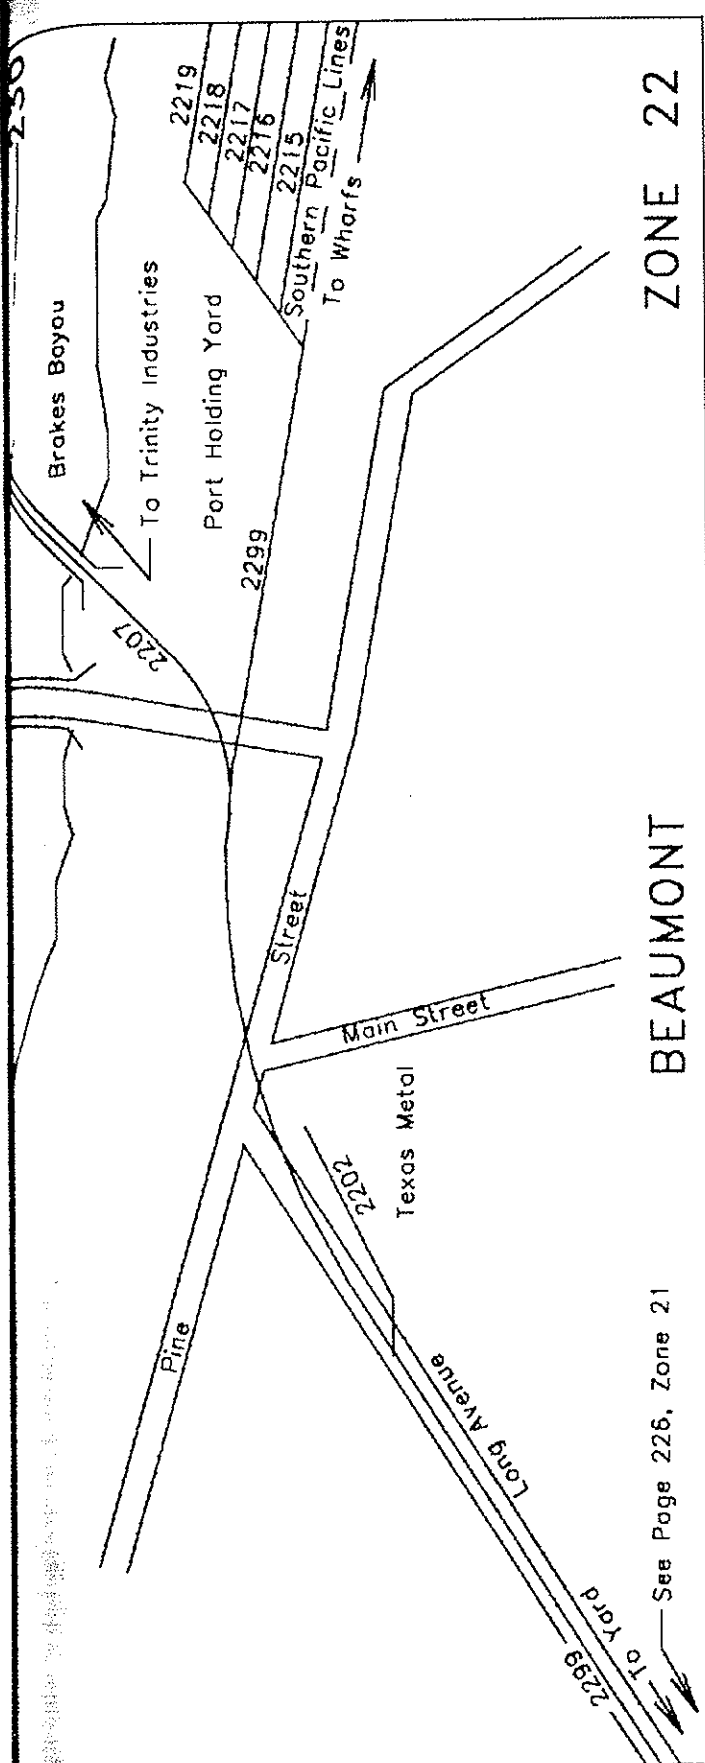 230
Brakes Bayou
To Trinity Industries
Port Holding Yard
2219
2218
2217
2216
2215
Southern Pacific Lines
To Wharfs
2299
2207
Street
Main Street
Texas Metal
2202
Pine
Long Avenue
2299
To Yard
See Page 228, Zone 21
BEAUMONT
ZONE 22